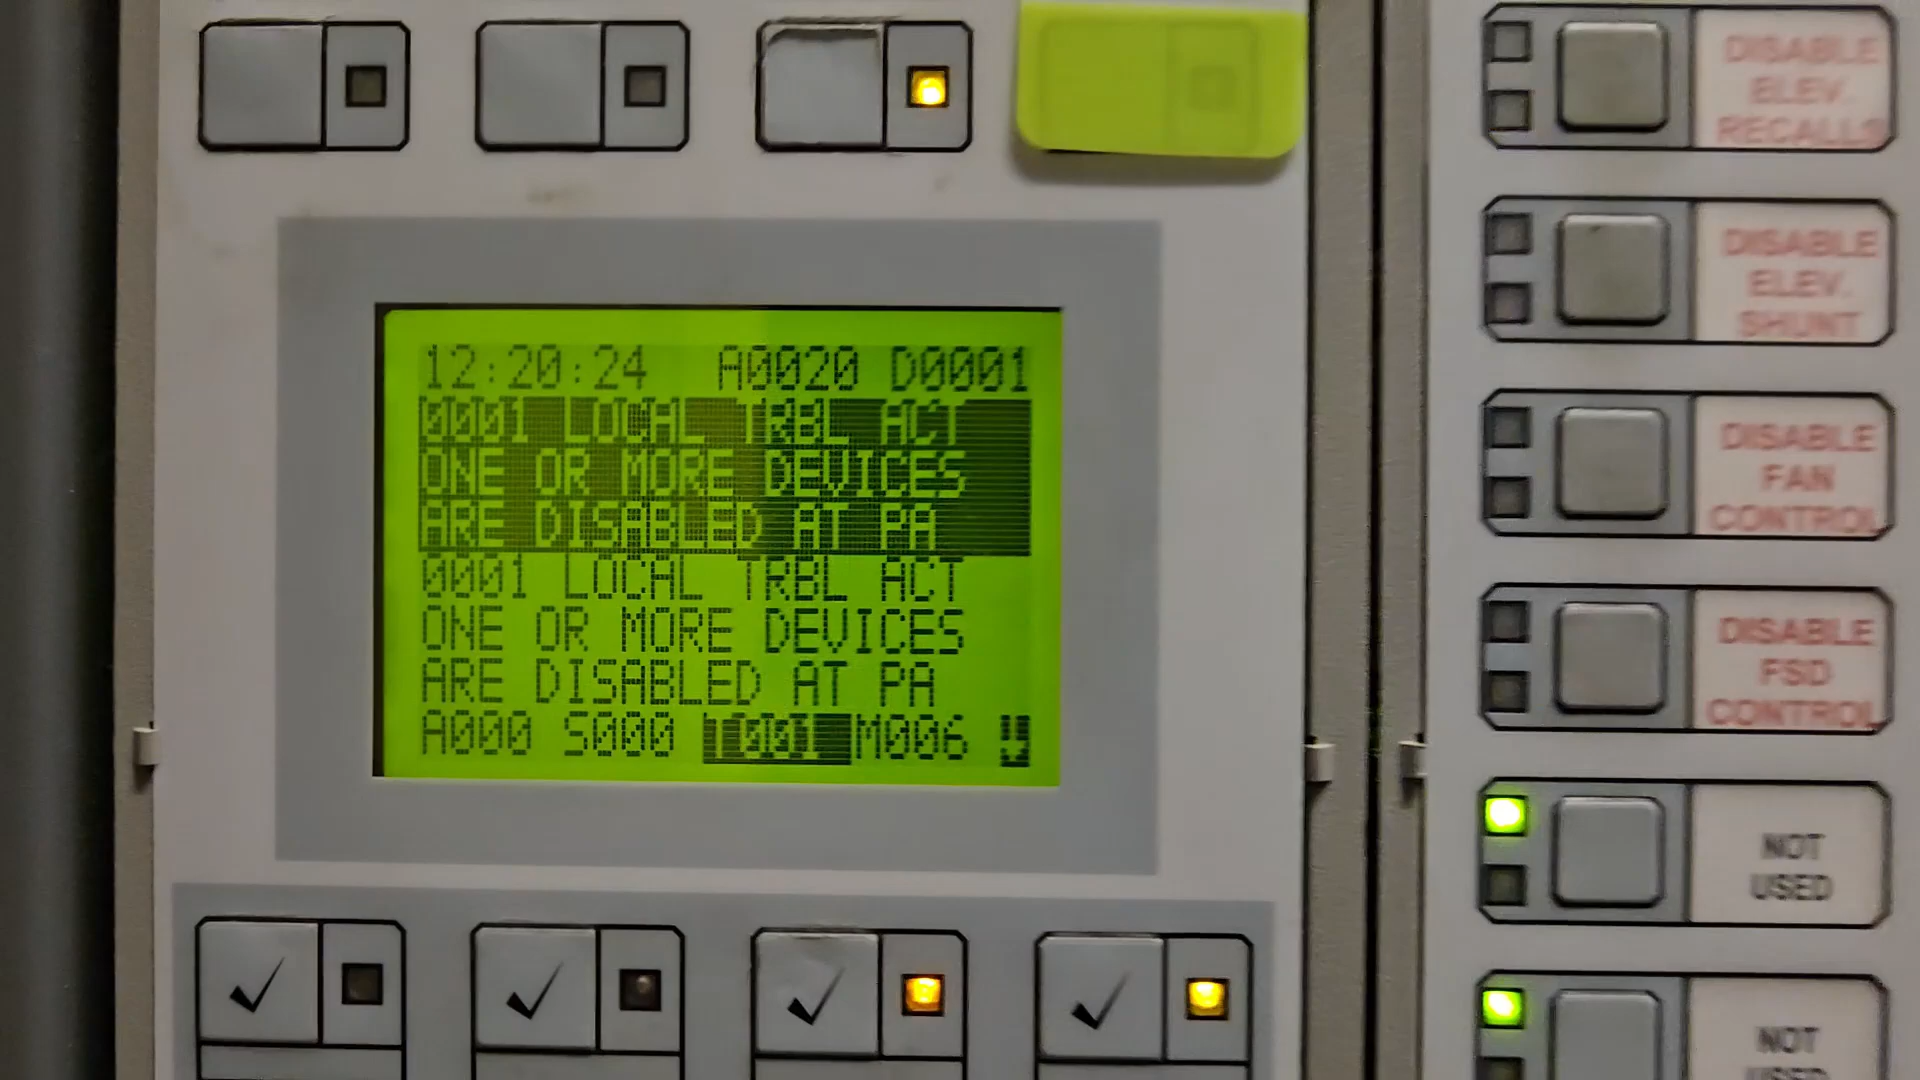 12:20:24 A0020 D0001
0001 LOCAL TRBL ACT
ONE OR MORE DEVICES
ARE DISABLED AT PA
0001 LOCAL TRBL ACT
ONE OR MORE DEVICES
ARE DISABLED AT PA
A000 S000 T001 M006
DISABLE
ELEV.
RECALLS
DISABLE
ELEV.
SHUNT
DISABLE
FAN
CONTROL
DISABLE
FSD
CONTROL
NOT
USED
NOT
USED